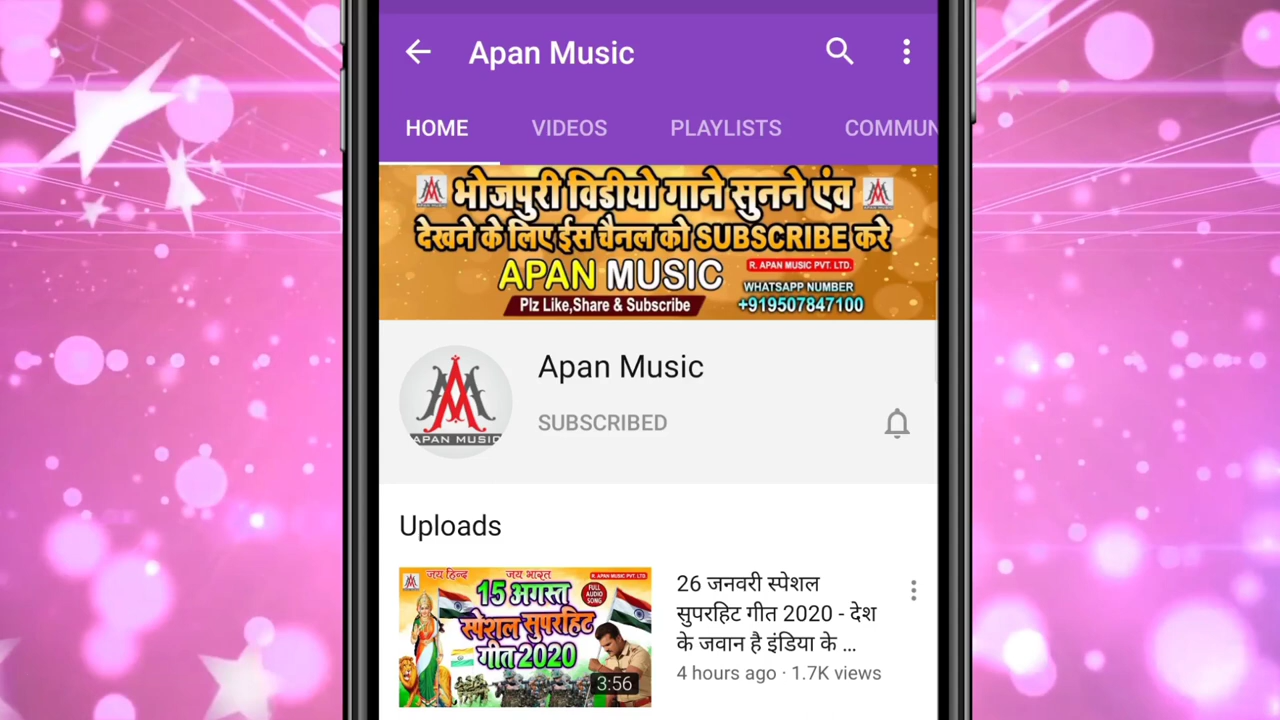 Apan Music
HOME VIDEOS PLAYLISTS COMMUN
भोजपुरी विडीयो गाने सुनने एंव
देखने के लिए ईस चैनल को SUBSCRIBE करे
APAN MUSIC
R. APAN MUSIC PVT. LTD.
Plz Like,Share & Subscribe
WHATSAPP NUMBER
+919507847100
APAN MUSIC
Apan Music
SUBSCRIBED
Uploads
जय हिन्द जय भारत
R. APAN MUSIC PVT. LTD
15 अगस्त
FULL
AUDIO
SONG
स्पेशल सुपरहिट
गीत 2020
3:56
26 जनवरी स्पेशल
सुपरहिट गीत 2020 - देश
के जवान है इंडिया के ...
4 hours ago · 1.7K views